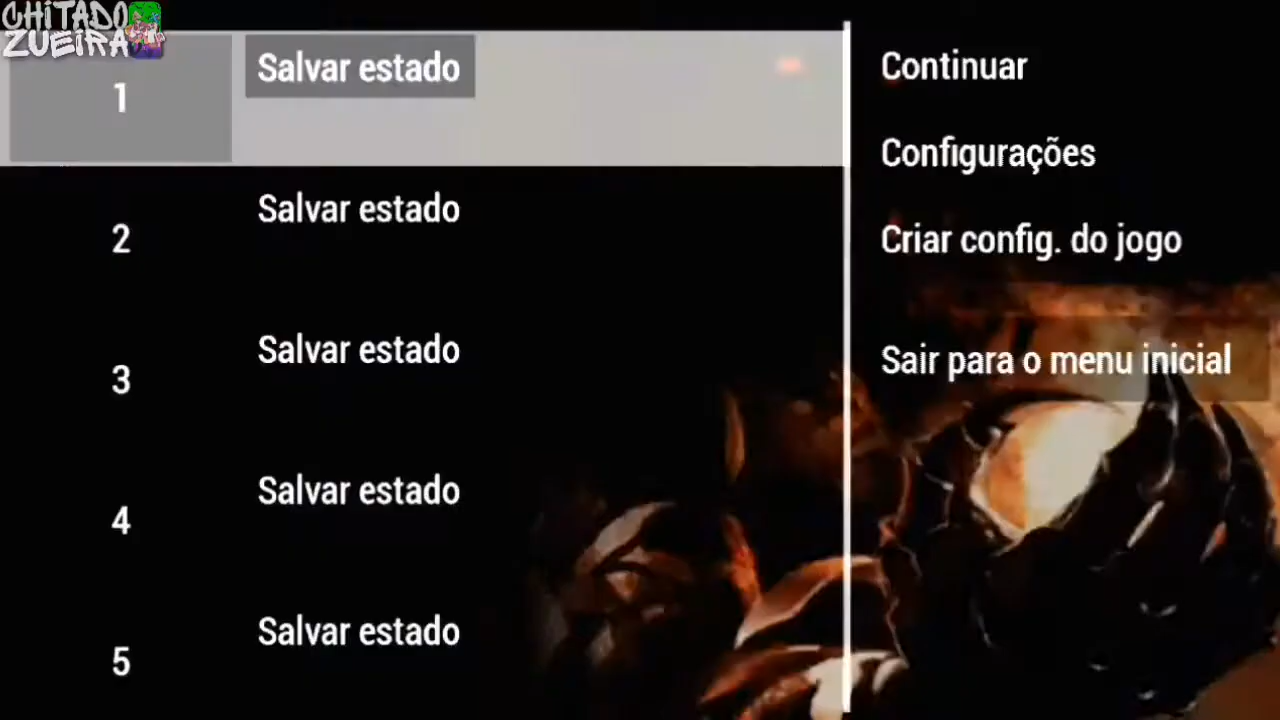 CHITADO
ZUEIRA
1
Salvar estado
2
Salvar estado
3
Salvar estado
4
Salvar estado
5
Salvar estado
Continuar
Configurações
Criar config. do jogo
Sair para o menu inicial